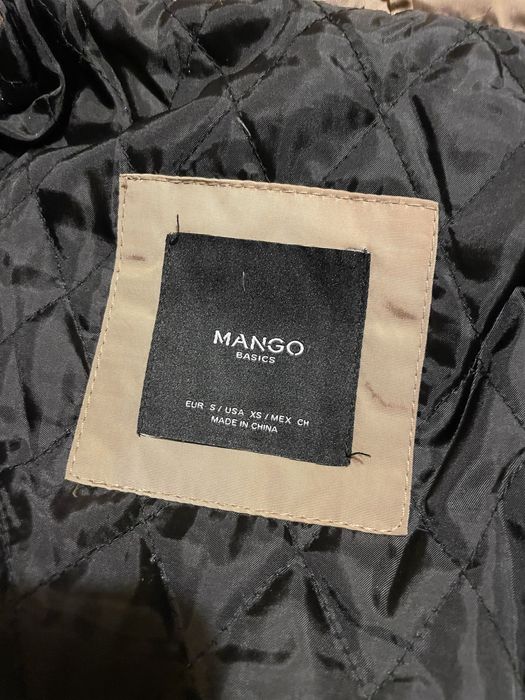 MANGO
BASICS
EUR S / USA XS / MEX CH
MADE IN CHINA